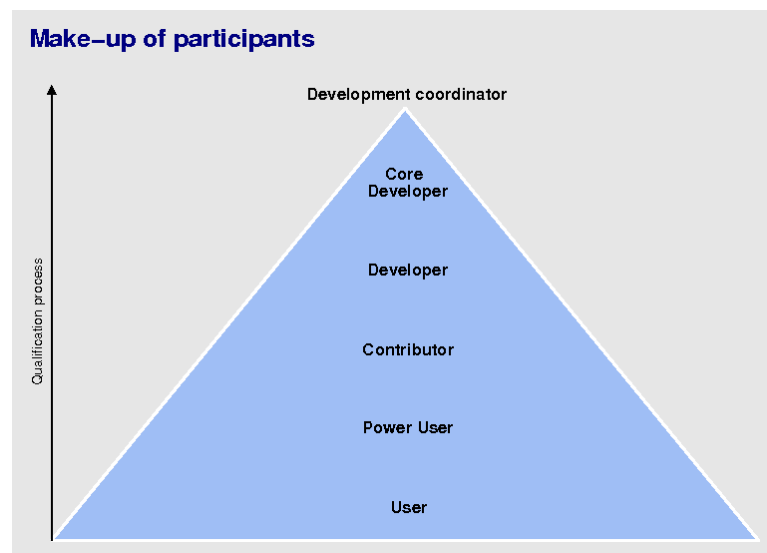 Make-up of participants
Development coordinator
Core
Developer
Developer
Contributor
Power User
User
Qualification process